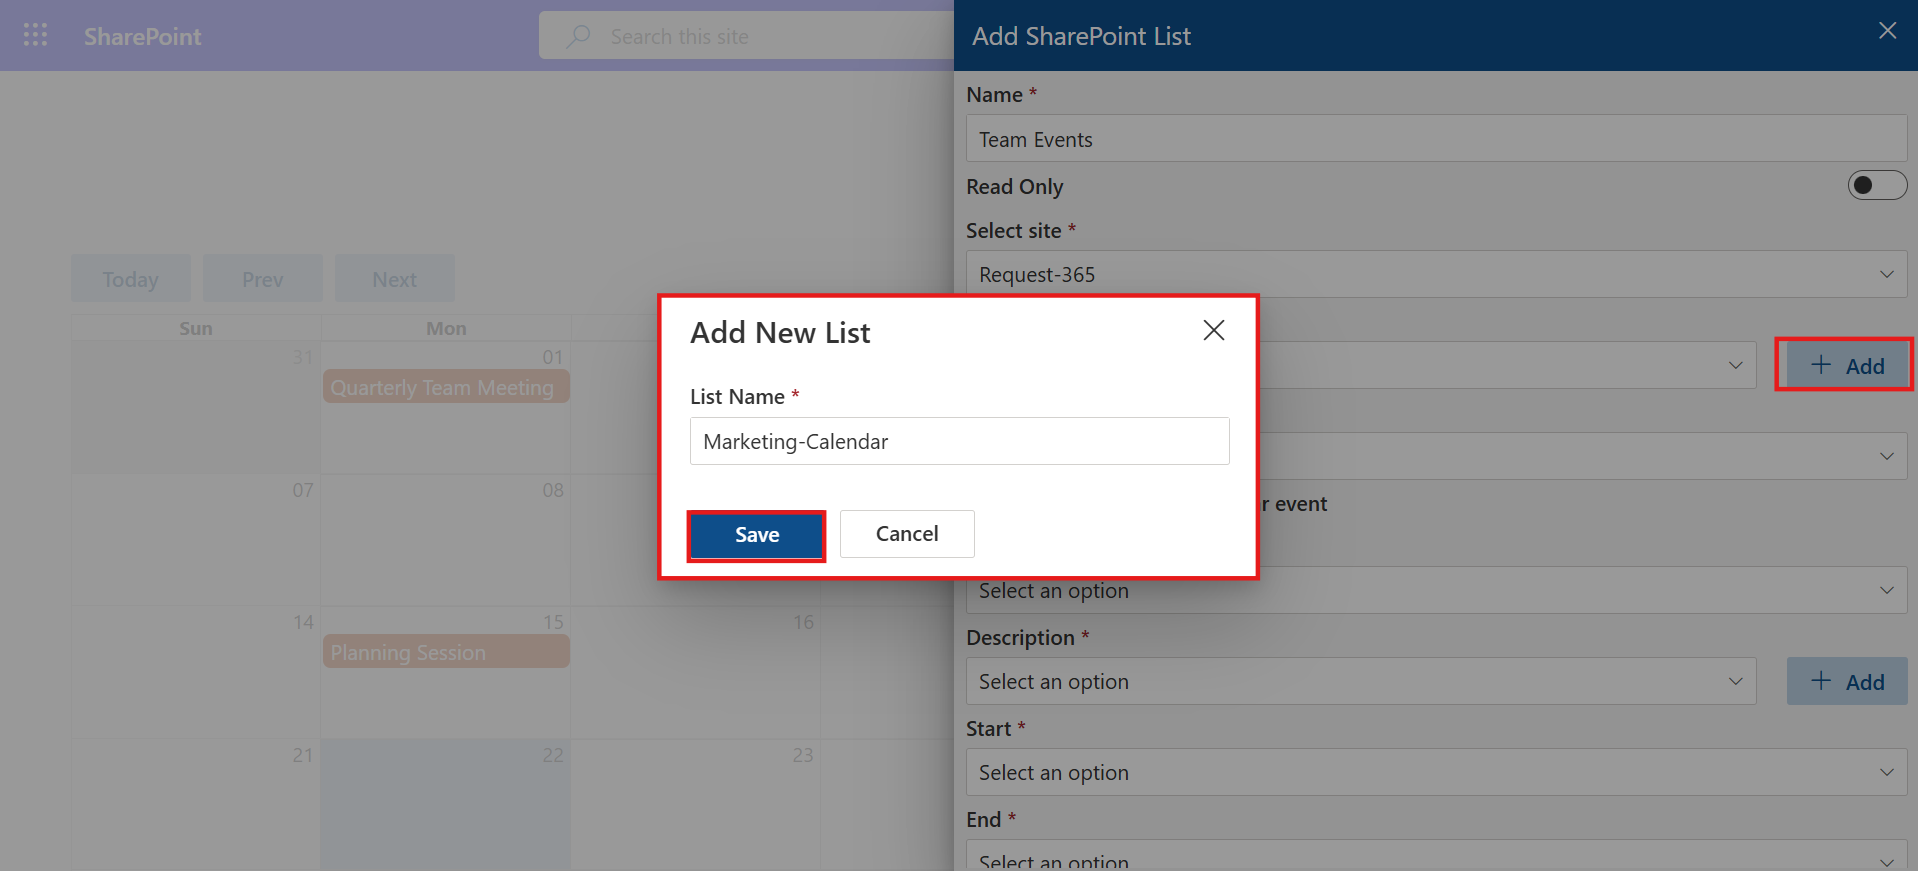 SharePoint
Search this site
Add SharePoint List
Name *
Team Events
Read Only
Select site *
Request-365
Today
Prev
Next
Sun
Mon
31
01
Quarterly Team Meeting
07
08
14
15
16
Planning Session
21
22
23
Add New List
List Name *
Marketing-Calendar
Save
Cancel
Add
r event
Select an option
Description *
Select an option
Add
Start *
Select an option
End *
Select an option